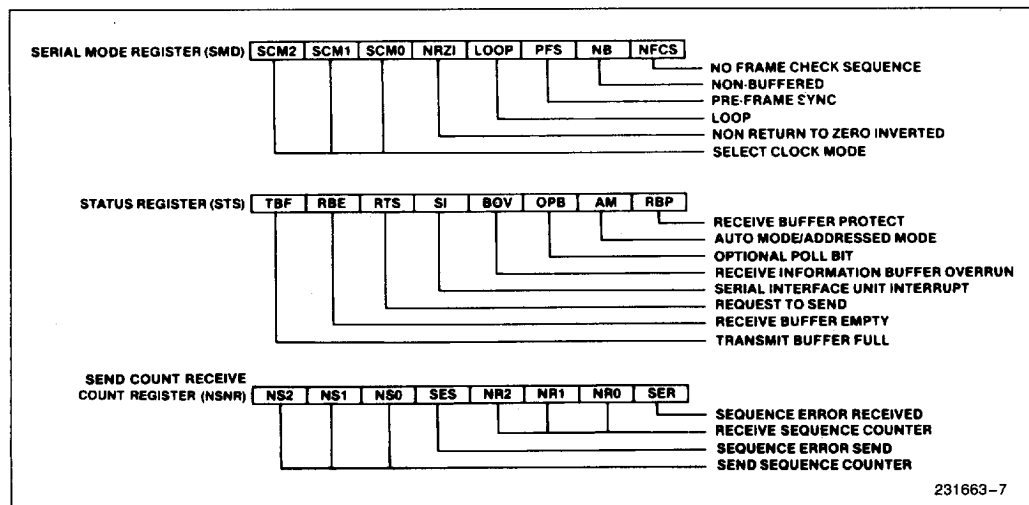 SERIAL MODE REGISTER (SMD) SCM2 SCM1 SCM0 NRZI LOOP PFS NB NFCS
NO FRAME CHECK SEQUENCE
NON-BUFFERED
PRE-FRAME SYNC
LOOP
NON RETURN TO ZERO INVERTED
SELECT CLOCK MODE
STATUS REGISTER (STS) TBF RBE RTS SI BOV OPB AM RBP
RECEIVE BUFFER PROTECT
AUTO MODE/ADDRESSED MODE
OPTIONAL POLL BIT
RECEIVE INFORMATION BUFFER OVERRUN
SERIAL INTERFACE UNIT INTERRUPT
REQUEST TO SEND
RECEIVE BUFFER EMPTY
TRANSMIT BUFFER FULL
SEND COUNT RECEIVE
COUNT REGISTER (NSNR) NS2 NS1 NS0 SES NR2 NR1 NR0 SER
SEQUENCE ERROR RECEIVED
RECEIVE SEQUENCE COUNTER
SEQUENCE ERROR SEND
SEND SEQUENCE COUNTER
231663-7